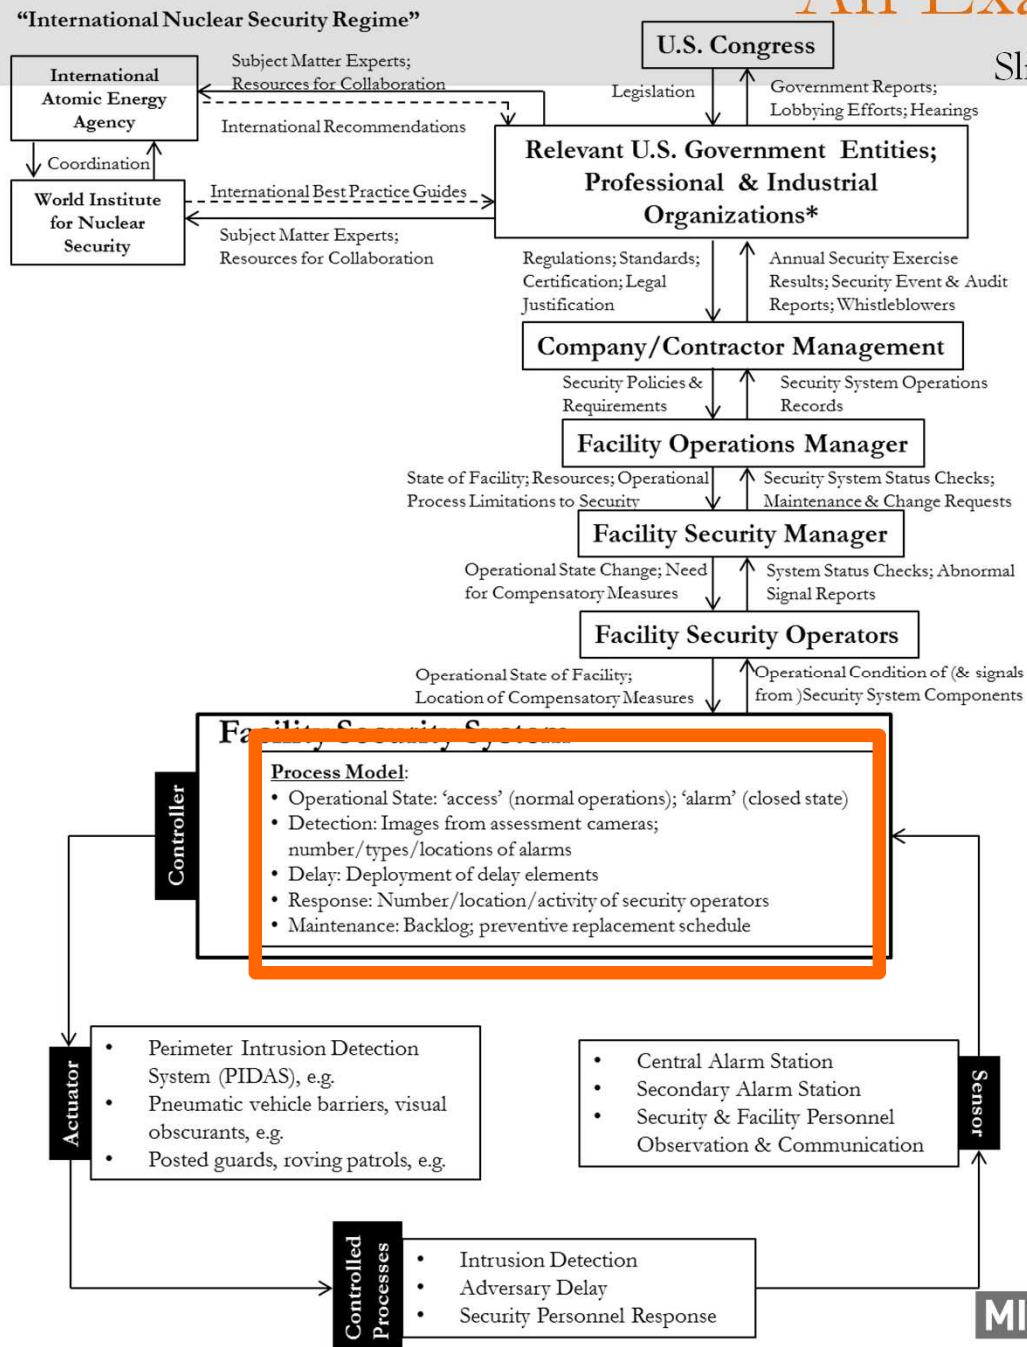 “International Nuclear Security Regime”
An Exa
Sli
International
Atomic Energy
Agency
Subject Matter Experts;
Resources for Collaboration
International Recommendations
U.S. Congress
Legislation
Government Reports;
Lobbying Efforts; Hearings
Coordination
World Institute
for Nuclear
Security
International Best Practice Guides
Subject Matter Experts;
Resources for Collaboration
Relevant U.S. Government Entities;
Professional & Industrial
Organizations*
Regulations; Standards;
Certification; Legal
Justification
Annual Security Exercise
Results; Security Event & Audit
Reports; Whistleblowers
Company/Contractor Management
Security Policies &
Requirements
Security System Operations
Records
Facility Operations Manager
State of Facility; Resources; Operational
Process Limitations to Security
Security System Status Checks;
Maintenance & Change Requests
Facility Security Manager
Operational State Change; Need
for Compensatory Measures
System Status Checks; Abnormal
Signal Reports
Facility Security Operators
Operational State of Facility;
Location of Compensatory Measures
Operational Condition of (& signals
from )Security System Components
Facility Security System
Controller
Process Model:
• Operational State: ‘access’ (normal operations); ‘alarm’ (closed state)
• Detection: Images from assessment cameras;
number/types/locations of alarms
• Delay: Deployment of delay elements
• Response: Number/location/activity of security operators
• Maintenance: Backlog; preventive replacement schedule
Actuator
• Perimeter Intrusion Detection
System (PIDAS), e.g.
• Pneumatic vehicle barriers, visual
obscurants, e.g.
• Posted guards, roving patrols, e.g.
• Central Alarm Station
• Secondary Alarm Station
• Security & Facility Personnel
Observation & Communication
Sensor
Controlled
Processes
• Intrusion Detection
• Adversary Delay
• Security Personnel Response
MI